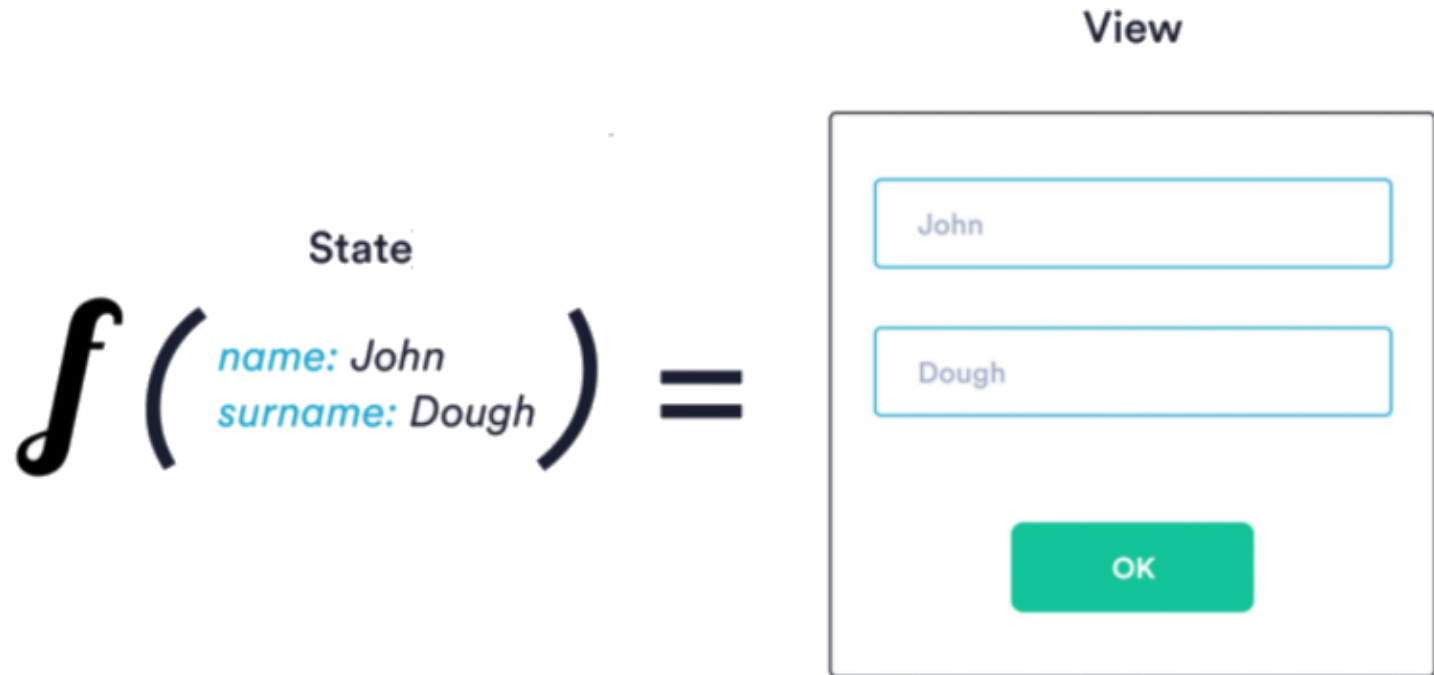 View
State
f ( name: John
surname: Dough ) =
John
Dough
OK